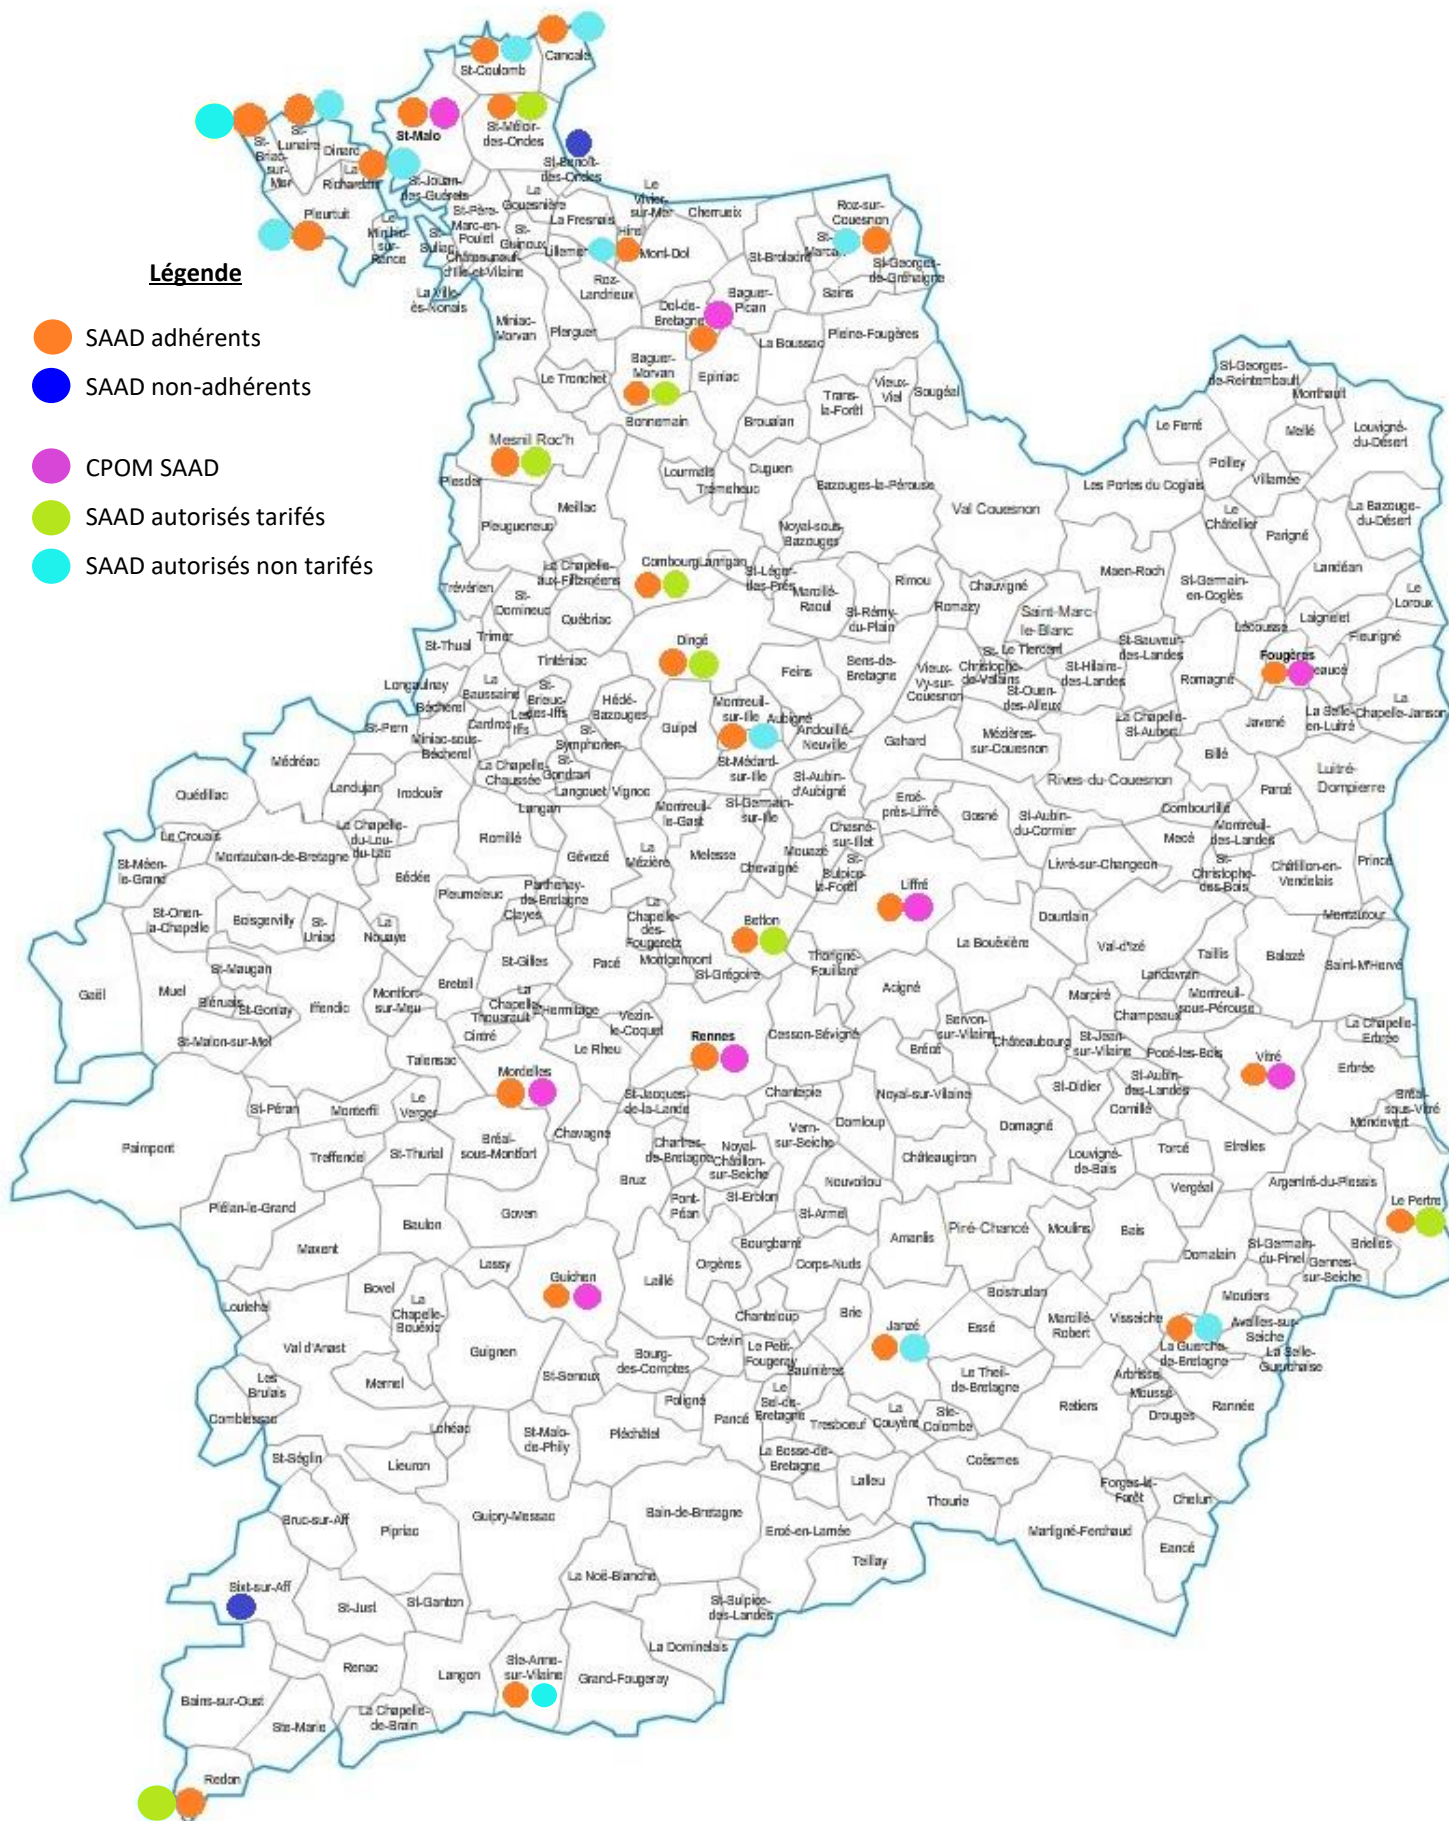 Cancale
St-Coulomb
St-Malo
St-Méloir-
des-Ondes
St-
Lunaire
St-
Briac-
sur-
Mer
Dinard
La
Richardais
St-Benoît-
des-Ondes
St-Jouan-
des-Guérets
La
Gouesnière
Le
Vivier-
sur-Mer
Cherrueix
Roz-sur-
Couesnon
Pleurtuit
Le
Minihic-
sur-
Rance
St-Père-
Marc-en-
Poulet
La Fresnais
Hirel
St-
Suliac
St-
Guinoux
Lillemer
Mont-Dol
St-Broladre
St-
Marcan
St-Georges-
de-Gréhaigne
Châteauneuf-
d'Ille-et-Vilaine
La Ville-
ès-Nonais
Roz-
Landrieux
Baguer-
Pican
Sains
Légende
SAAD adhérents
SAAD non-adhérents
CPOM SAAD
SAAD autorisés tarifés
SAAD autorisés non tarifés
Miniac-
Morvan
Plerguer
Dol-de-
Bretagne
La Boussac
Pleine-Fougères
Le Tronchet
Baguer-
Morvan
Epiniac
Trans-
la-Forêt
Vieux-
Viel
Sougéal
St-Georges-
de-Reintembault
Monthault
Bonnemain
Broualan
Le Ferré
Mellé
Louvigné-
du-Désert
Mesnil Roc'h
Plesder
Lourmais
Trémeheuc
Cuguen
Bazouges-la-Pérouse
Poilley
Villamée
Les Portes du Coglais
Pleugueneuc
Meillac
Noyal-sous-
Bazouges
Val Couesnon
Le
Châtellier
Parigné
La Bazouge-
du-Désert
La Chapelle-
aux-Filtzméens
Combourg
Lanrigan
St-Léger-
des-Prés
Marcillé-
Raoul
Rimou
Chauvigné
Maen-Roch
St-Germain-
en-Coglès
Landéan
Le
Loroux
Trévérien
St-
Domineuc
Québriac
St-Rémy-
du-Plain
Romazy
Saint-Marc-
le-Blanc
Lécousse
Laignelet
Fleurigné
St-Thual
Trimer
Tinténiac
Dingé
Feins
Sens-de-
Bretagne
Vieux-
Vy-sur-
Couesnon
St-
Christophe-
de-Valains
Le Tiercent
St-Hilaire-
des-Landes
St-Sauveur-
des-Landes
Romagné
Fougères
Beaucé
Longaulnay
La
Baussaine
St-
Brieuc-
des-Iffs
Hédé-
Bazouges
Montreuil-
sur-Ille
Aubigné
Andouillé-
Neuville
St-Ouen-
des-Alleux
La Chapelle-
St-Aubert
Javené
La Selle-
en-Luitré
La
Chapelle-Janson
Bécherel
St-Pern
Cardroc
Les
Iffs
Guipel
Gahard
Mézières-
sur-Couesnon
Miniac-sous-
Bécherel
St-
Symphorien
St-Médard-
sur-Ille
St-Aubin-
d'Aubigné
Billé
Luitré-
Dompierre
Médréac
La Chapelle-
Chaussée
St-
Gondran
Rives-du-Couesnon
Parcé
Quédillac
Landujan
Irodouër
Langouet
Vignoc
Langan
Montreuil-
le-Gast
St-Germain-
sur-Ille
Ercé-
près-Liffré
Gosné
St-Aubin-
du-Cormier
Combourtillé
Le Crouais
La Chapelle-
du-Lou-
du-Lac
Romillé
Gévezé
La
Mézière
Melesse
Mouazé
Chasné-
sur-Illet
Mecé
Montreuil-
des-Landes
St-Méen-
le-Grand
Montauban-de-Bretagne
Bédée
Pleumeleuc
Parthenay-
de-Bretagne
Chevaigné
St-
Sulpice-
la-Forêt
Liffré
Livré-sur-Changeon
St-
Christophe-
des-Bois
Châtillon-en-
Vendelais
Princé
St-Onen-
la-Chapelle
Boisgervilly
St-
Uniac
La
Nouaye
Clayes
La
Chapelle-
des-
Fougeretz
Betton
Dourdain
Montautour
St-Gilles
Pacé
Montgermont
St-Grégoire
Thorigné-
Fouillard
La Bouëxière
Val-d'Izé
Taillis
Balazé
Saint-M'Hervé
Gaël
Muel
St-Maugan
Bléruais
St-Gonlay
Iffendic
Montfort-
sur-Meu
Breteil
Acigné
Landavran
Marpiré
Montreuil-
sous-Pérouse
Champeaux
St-Malon-sur-Mel
La
Chapelle-
Thouarault
L'Hermitage
Cintré
Vezin-
le-Coquet
Rennes
Cesson-Sévigné
Servon-
sur-Vilaine
Brécé
Châteaubourg
St-Jean-
sur-Vilaine
Pocé-les-Bois
Vitré
La Chapelle-
Erbrée
Erbrée
Talensac
Le Rheu
Mordelles
St-Péran
Monterfil
Le
Verger
St-Jacques-
de-la-Lande
Chantepie
Noyal-sur-Vilaine
St-Didier
St-Aubin-
des-Landes
Cornillé
Bréal-
sous-Vitré
Mondevert
Paimpont
Treffendel
St-Thurial
Bréal-
sous-Montfort
Chavagne
Chartres-
de-Bretagne
Noyal-
Châtillon-
sur-Seiche
Vern-
sur-Seiche
Domloup
Domagné
Châteaugiron
Louvigné-
de-Bais
Torcé
Etrelles
Bruz
Nouvoitou
Vergéal
Argentré-du-Plessis
Plélan-le-Grand
Baulon
Goven
Pont-
Péan
St-Erblon
St-Armel
Amanlis
Piré-Chancé
Moulins
Bais
Le Pertre
Maxent
Lassy
Guichen
Laillé
Orgères
Bourgbarré
Corps-Nuds
Domalain
St-Germain-
du-Pinel
Gennes-
sur-Seiche
Brielles
Bovel
La
Chapelle-
Bouëxic
Loutehel
Chanteloup
Brie
Janzé
Boistrudan
Essé
Marcillé-
Robert
Visseiche
Moutiers
Availles-sur-
Seiche
Val d'Anast
Guignen
Crévin
Le Petit-
Fougeray
Saulnières
La Guerche-
de-Bretagne
La Selle-
Guerchaise
Les
Brulais
Mernel
St-Senoux
Bourg-
des-Comptes
Le Theil-
de-Bretagne
Arbrissel
Moussé
Drouges
Rannée
Comblessac
Lohéac
St-Malo-
de-Phily
Poligné
Pléchâtel
Pancé
Le
Sel-de-
Bretagne
Tresboeuf
La
Couyère
Ste-
Colombe
Retiers
St-Séglin
Lieuron
La Bosse-de-
Bretagne
Lalleu
Coësmes
Forges-la-
Forêt
Chelun
Thourie
Bruc-sur-Aff
Pipriac
Guipry-Messac
Bain-de-Bretagne
Ercé-en-Lamée
Martigné-Ferchaud
Eancé
Teillay
Sixt-sur-Aff
St-Just
St-Ganton
La Noë-Blanche
St-Sulpice-
des-Landes
Renac
Langon
Ste-Anne-
sur-Vilaine
Grand-Fougeray
La Dominelais
Bains-sur-Oust
Ste-Marie
La Chapelle-
de-Brain
Redon